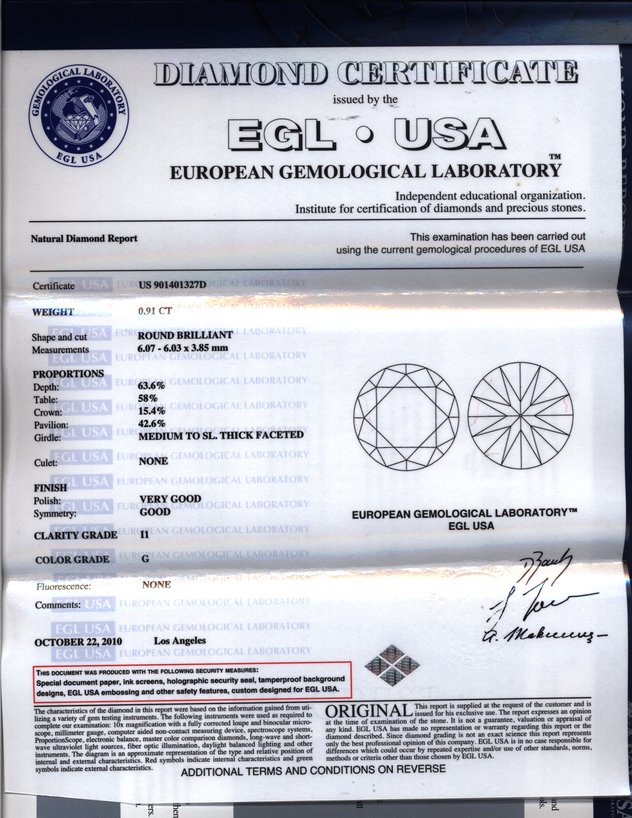 GEMOLOGICAL LABORATORY
EGL USA
DIAMOND CERTIFICATE
issued by the
EGL • USA
EUROPEAN GEMOLOGICAL LABORATORY™
Independent educational organization.
Institute for certification of diamonds and precious stones.
Natural Diamond Report
This examination has been carried out
using the current gemological procedures of EGL USA
Certificate US 901401327D
WEIGHT 0.91 CT
Shape and cut ROUND BRILLIANT
Measurements 6.07 - 6.03 x 3.85 mm
PROPORTIONS
Depth: 63.6%
Table: 58%
Crown: 15.4%
Pavilion: 42.6%
Girdle: MEDIUM TO SL. THICK FACETED
Culet: NONE
FINISH
Polish: VERY GOOD
Symmetry: GOOD
EUROPEAN GEMOLOGICAL LABORATORY™
EGL USA
CLARITY GRADE I1
COLOR GRADE G
Fluorescence: NONE
Comments:
OCTOBER 22, 2010 Los Angeles
THIS DOCUMENT WAS PRODUCED WITH THE FOLLOWING SECURITY MEASURES:
Special document paper, ink screens, holographic security seal, tamperproof background
designs, EGL USA embossing and other safety features, custom designed for EGL USA.
The characteristics of the diamond in this report were based on the information gained from uti-
lizing a variety of gem testing instruments. The following instruments were used as required to
complete our examination: 10x magnification with a fully corrected loupe and binocular micro-
scope, millimeter gauge, computer aided non-contact measuring device, spectroscope systems,
ProportionScope, electronic balance, master color comparison diamonds, long-wave and short-
wave ultraviolet light sources, fiber optic illumination, daylight balanced lighting and other
instruments. The diagram is an approximate representation of the type and relative position of
internal and external characteristics. Red symbols indicate internal characteristics and green
symbols indicate external characteristics.
ORIGINAL This report is supplied at the request of the customer and is
issued for his exclusive use. The report expresses an opinion
at the time of examination of the stone. It is not a guarantee, valuation or appraisal of
any kind. EGL USA has made no representation or warranty regarding this report or the
diamond described. Since diamond grading is not an exact science this report represents
only the best professional opinion of this company. EGL USA is in no case responsible for
differences which could occur by repeated expertise and/or use of other standards, norms,
methods or criteria other than those chosen by EGL USA.
ADDITIONAL TERMS AND CONDITIONS ON REVERSE